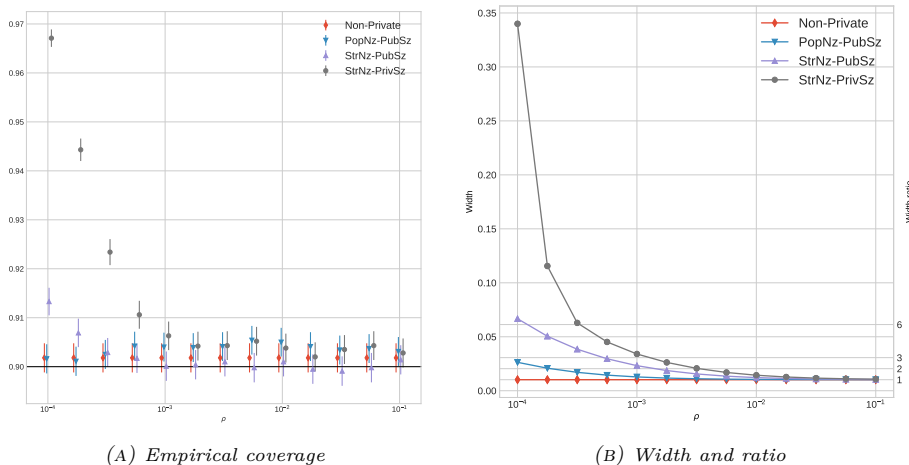 0.97
0.96
0.95
0.94
0.93
0.92
0.91
0.90
10⁻⁴
10⁻³
10⁻²
10⁻¹
ρ
Non-Private
PopNz-PubSz
StrNz-PubSz
StrNz-PrivSz
(A) Empirical coverage
0.35
0.30
0.25
0.20
0.15
0.10
0.05
0.00
Width
10⁻⁴
10⁻³
10⁻²
10⁻¹
ρ
Non-Private
PopNz-PubSz
StrNz-PubSz
StrNz-PrivSz
6
3
2
1
Width ratio
(B) Width and ratio